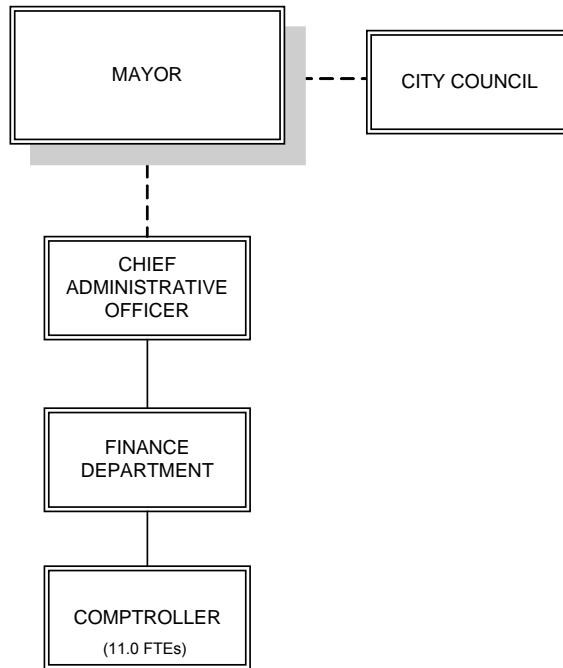 MAYOR
CITY COUNCIL
CHIEF
ADMINISTRATIVE
OFFICER
FINANCE
DEPARTMENT
COMPTROLLER
(11.0 FTEs)